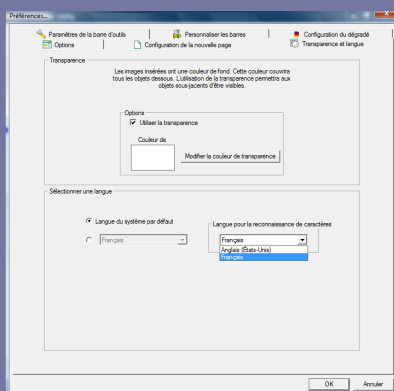 Préférences...
Paramètres de la barre d'outils
Personnaliser les barres
Configuration du dégradé
Options
Configuration de la nouvelle page
Transparence et langue
Transparence
Les images insérées ont une couleur de fond. Cette couleur couvrira
tous les objets dessous. L'utilisation de la transparence permettra aux
objets sous-jacents d'être visibles.
Options
Utiliser la transparence
Couleur de
Modifier la couleur de transparence
Sélectionner une langue
Langue du système par défaut
Langue pour la reconnaissance de caractères
Français
Français
Anglais (États-Unis)
Français
OK
Annuler